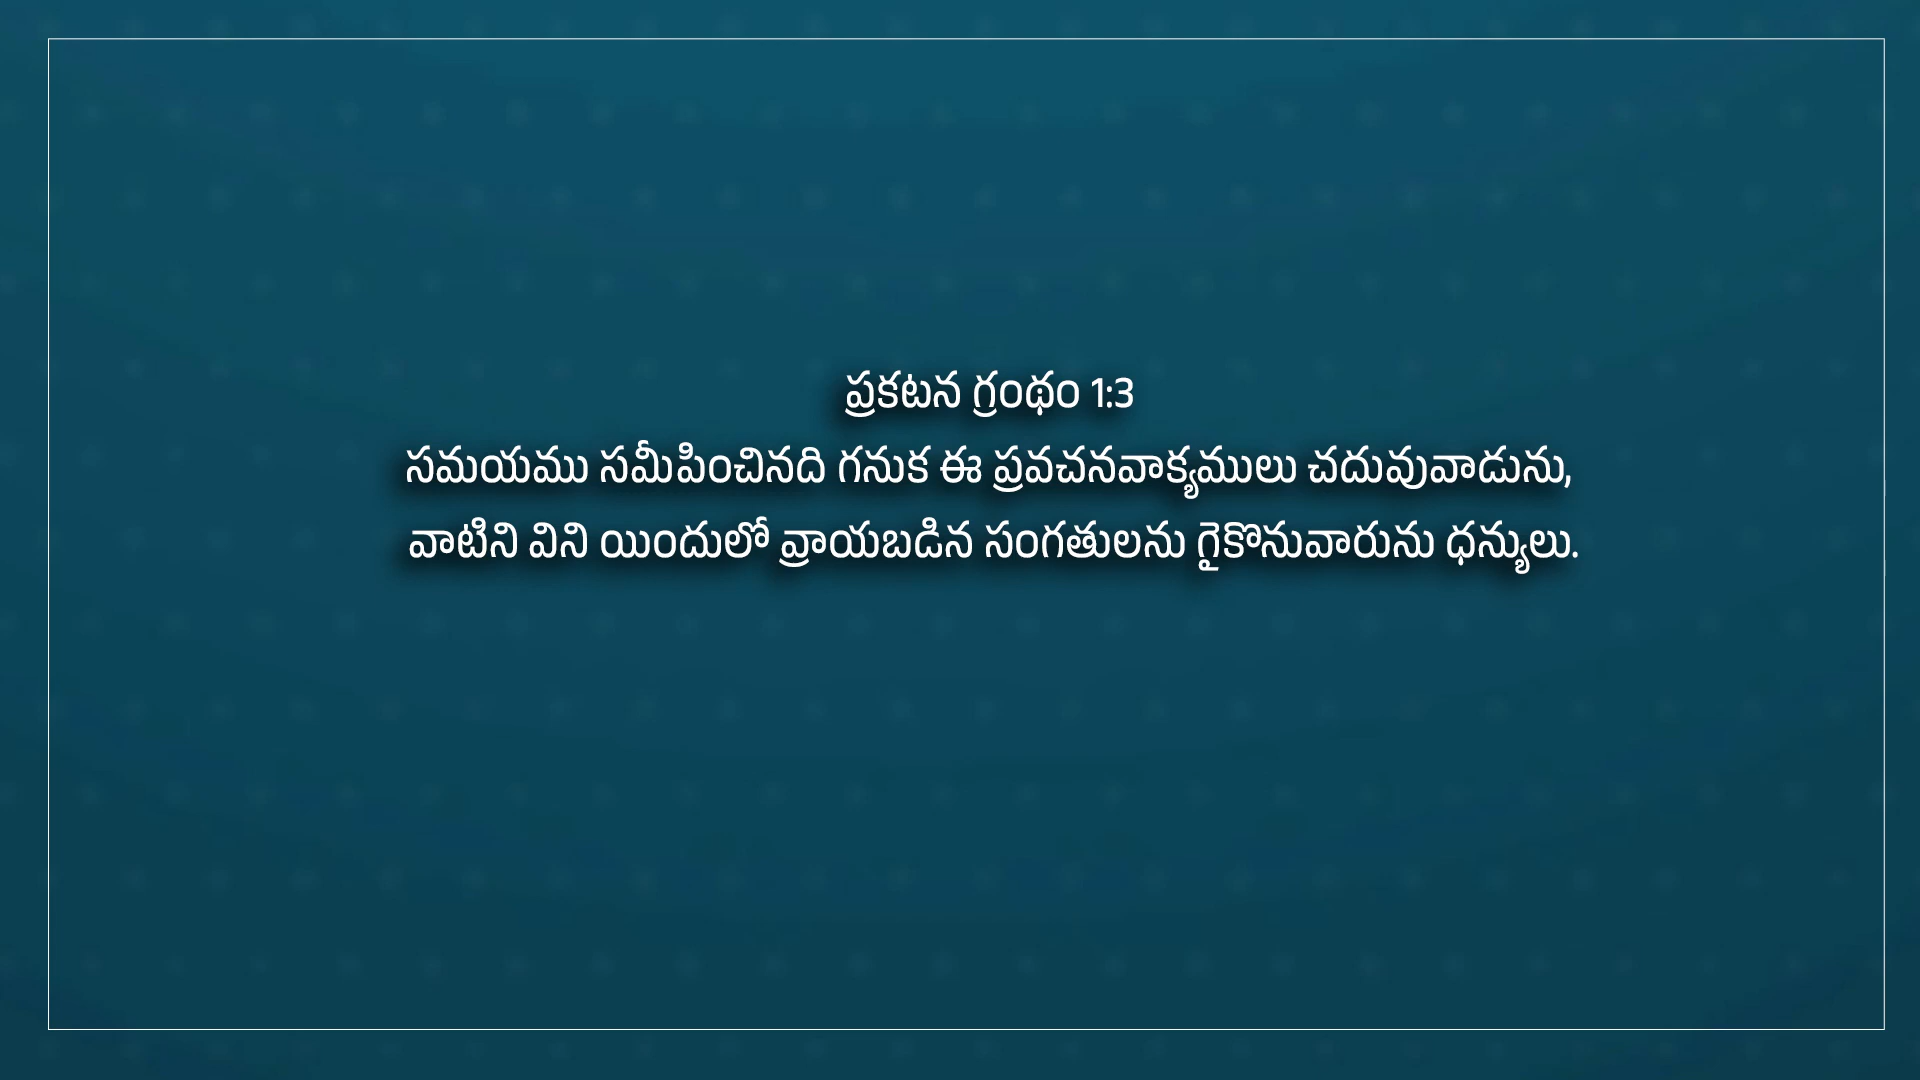 ప్రకటన గ్రంథం 1:3
సమయము సమీపించినది గనుక ఈ ప్రవచనవాక్యములు చదువువాడును,
వాటిని విని యిందులో వ్రాయబడిన సంగతులను గైకొనువారును ధన్యులు.